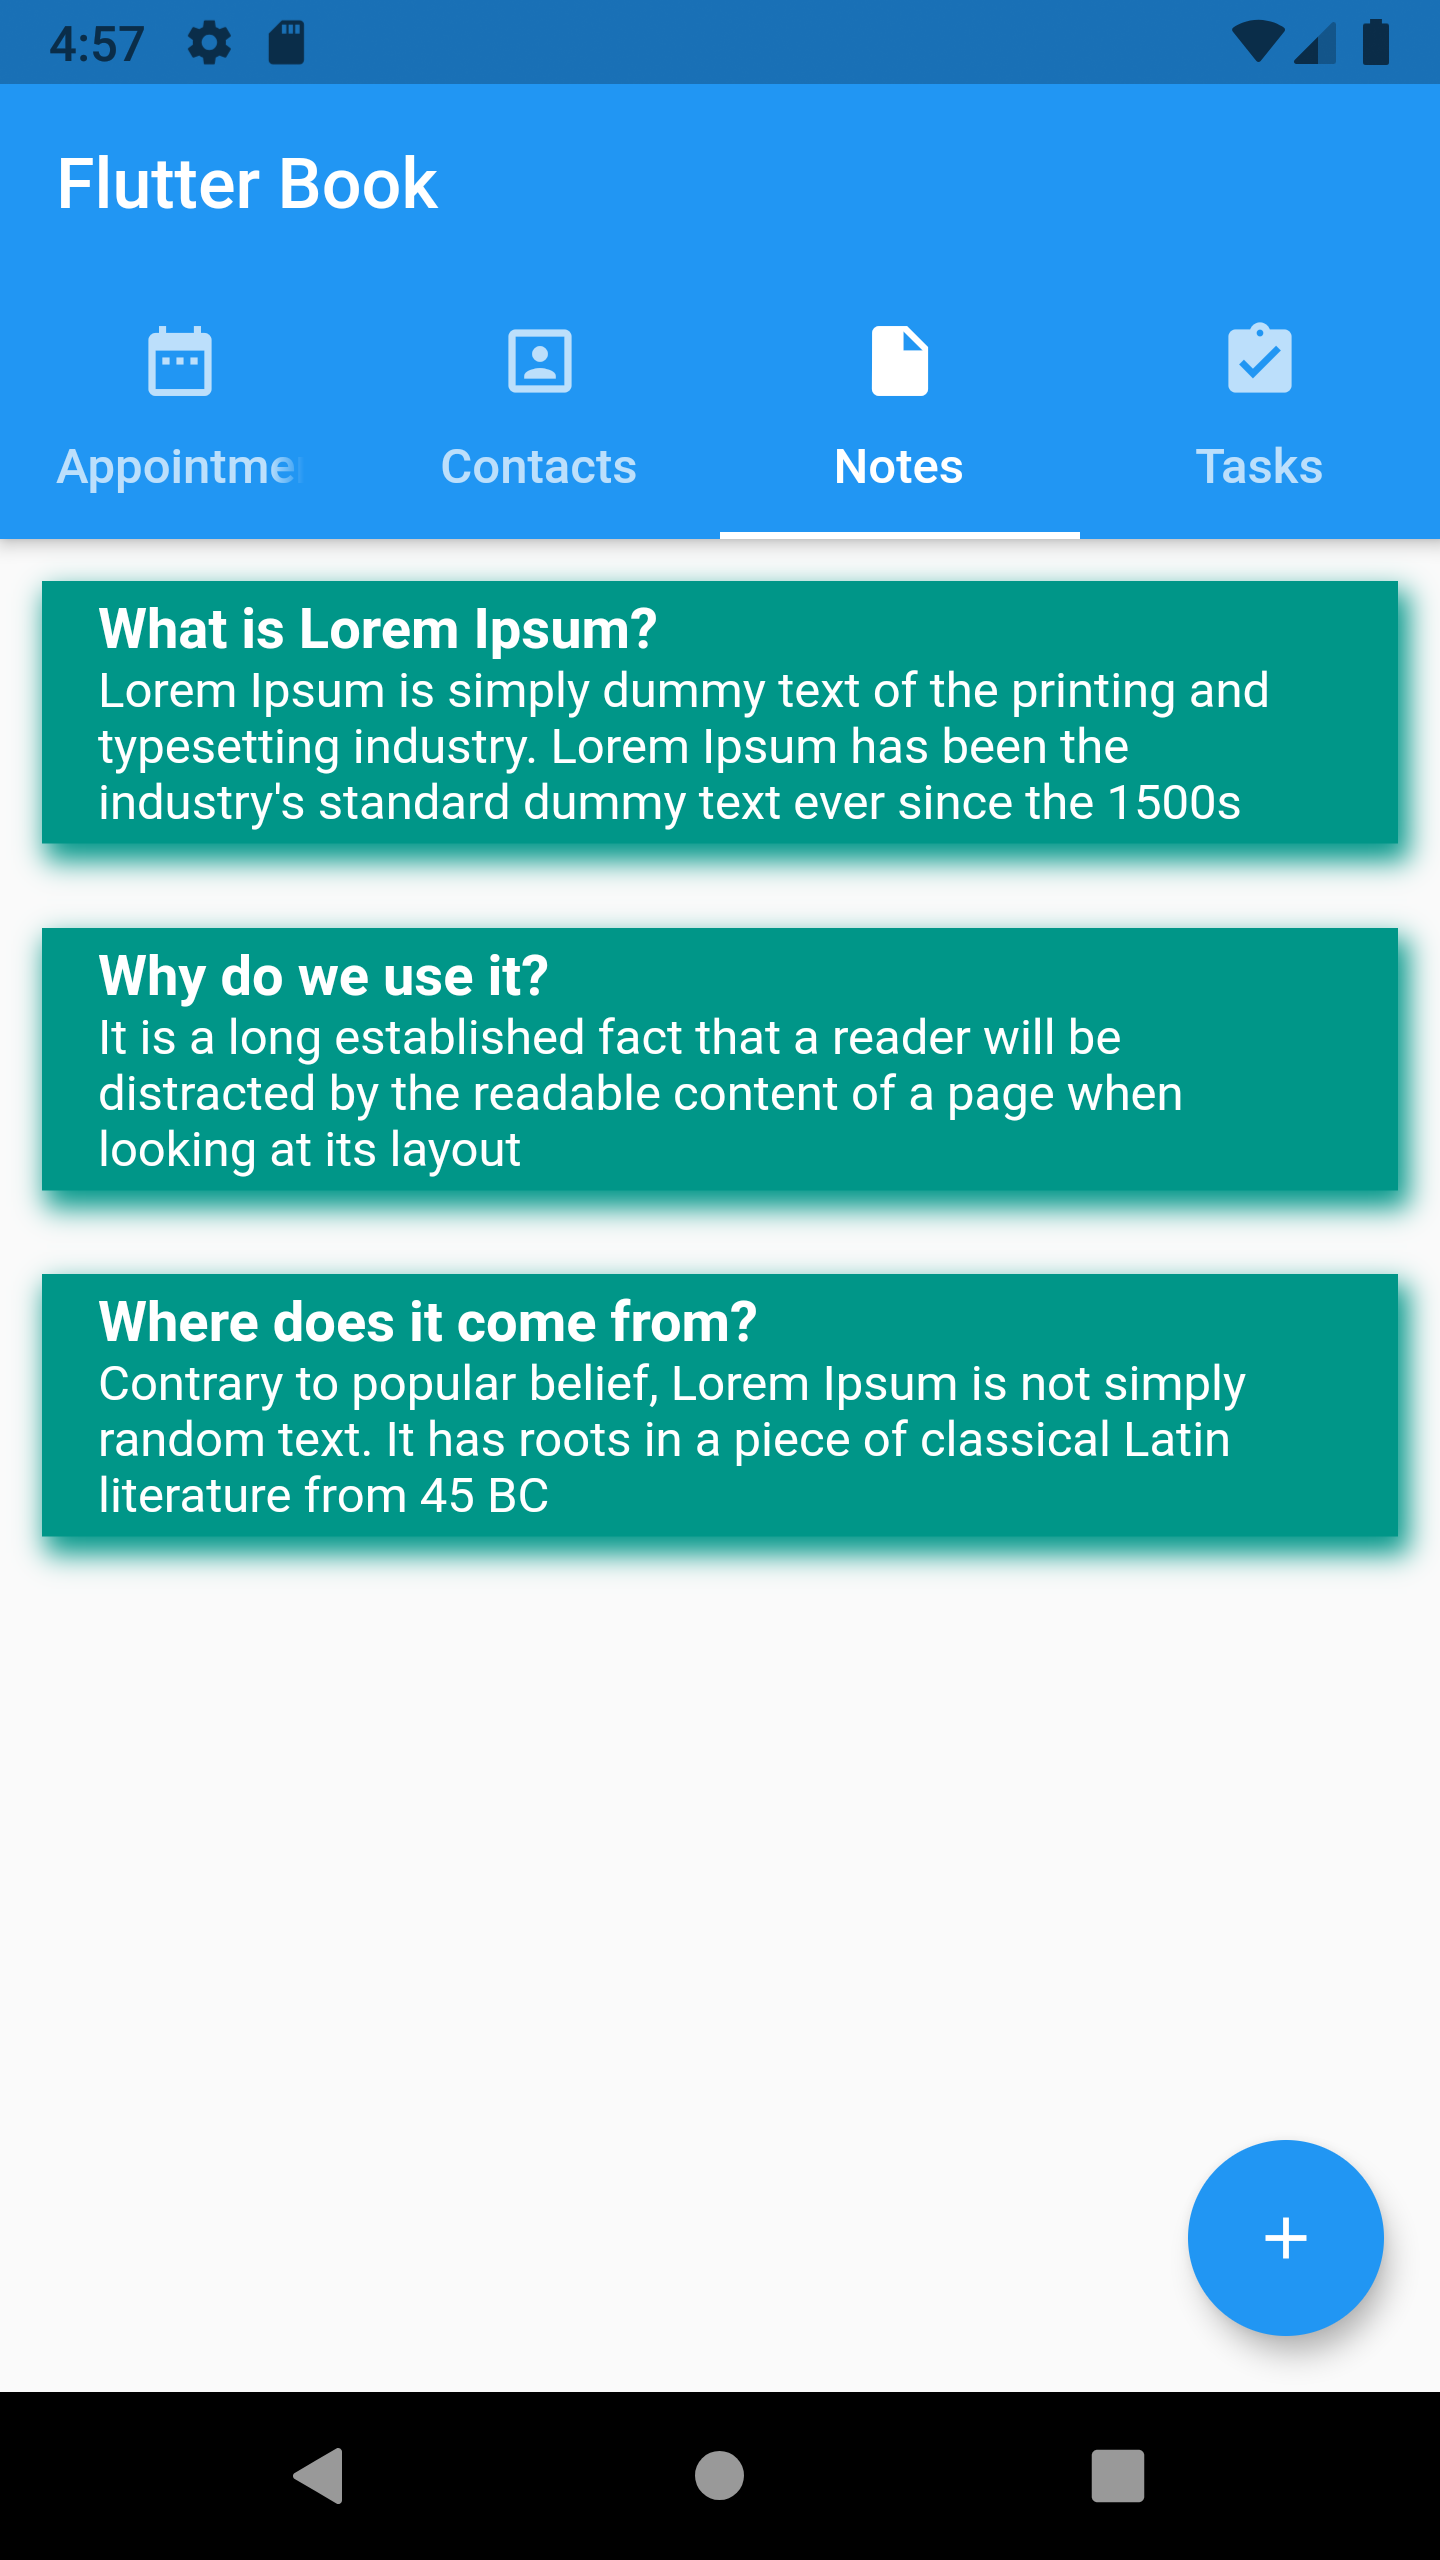 4:57
Flutter Book
Appointme
Contacts
Notes
Tasks
What is Lorem Ipsum?
Lorem Ipsum is simply dummy text of the printing and
typesetting industry. Lorem Ipsum has been the
industry's standard dummy text ever since the 1500s
Why do we use it?
It is a long established fact that a reader will be
distracted by the readable content of a page when
looking at its layout
Where does it come from?
Contrary to popular belief, Lorem Ipsum is not simply
random text. It has roots in a piece of classical Latin
literature from 45 BC